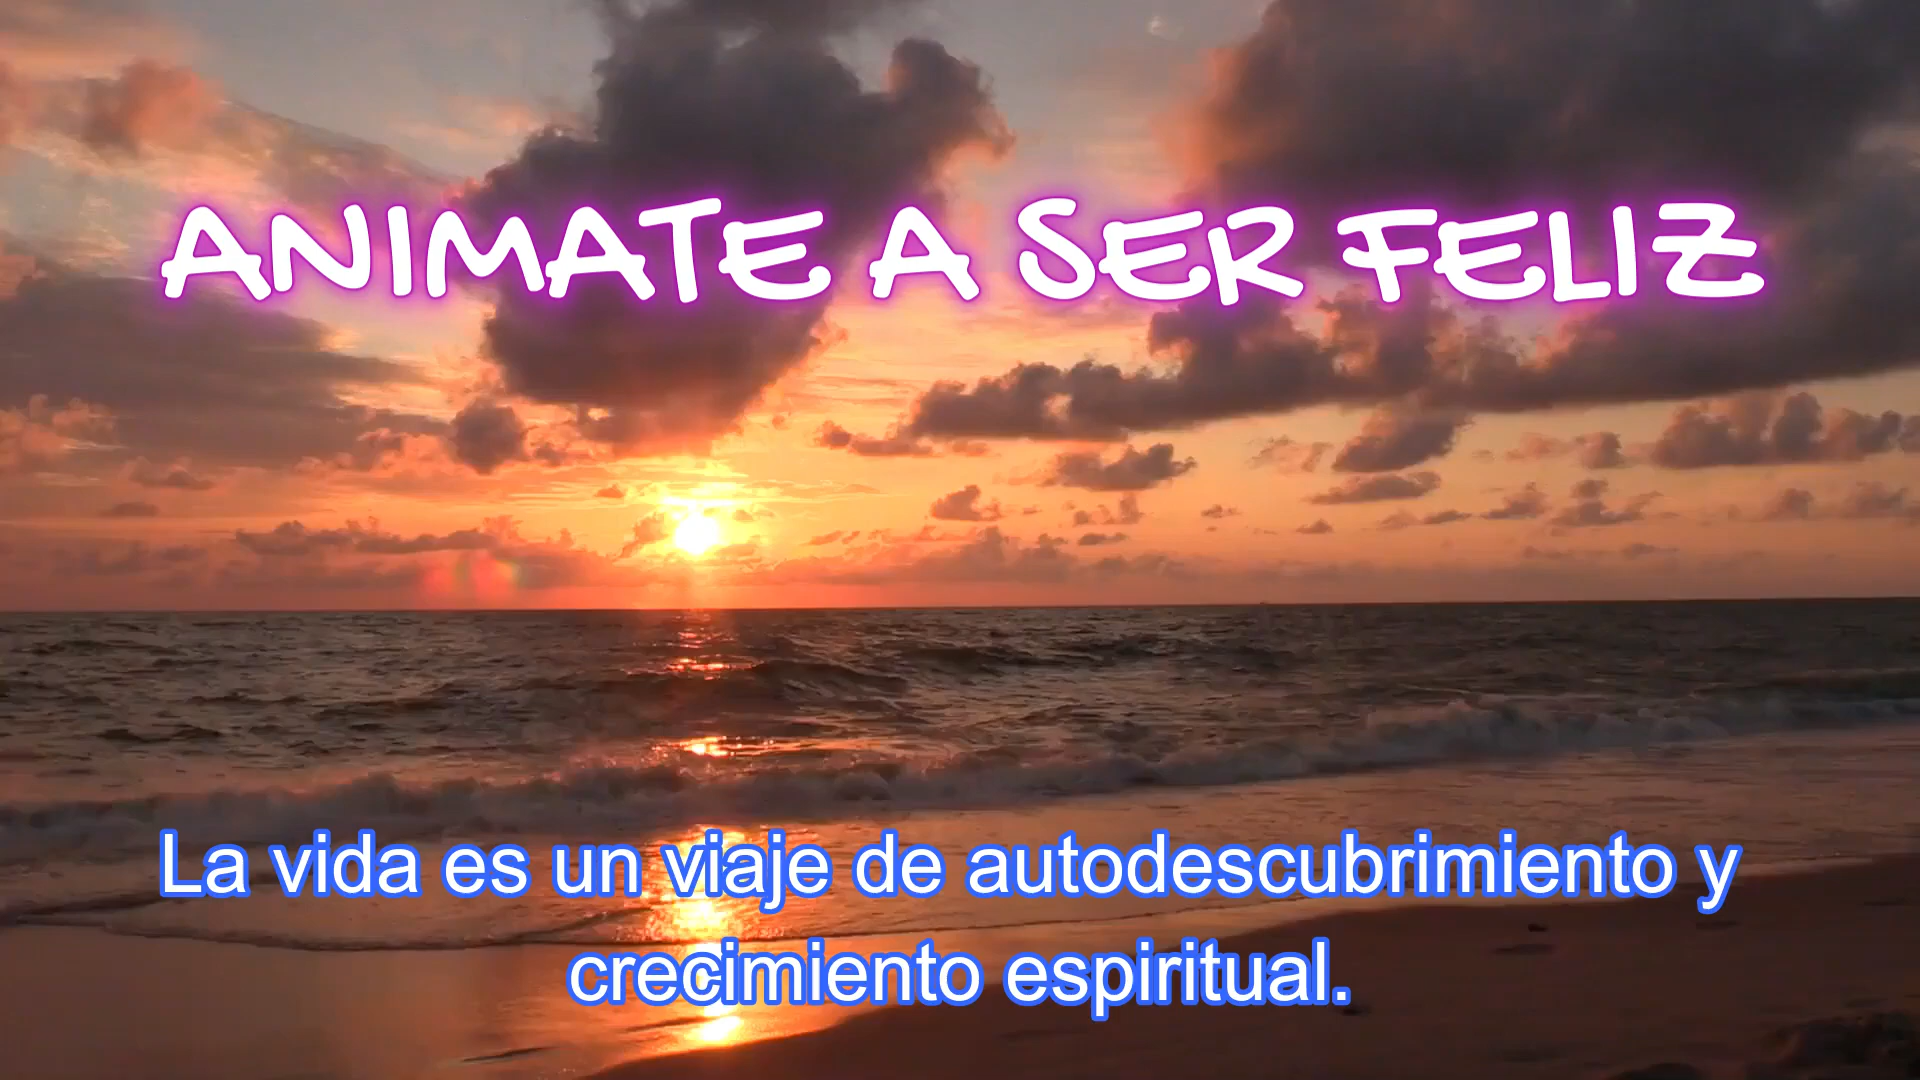 ANIMATE A SER FELIZ
La vida es un viaje de autodescubrimiento y
crecimiento espiritual.